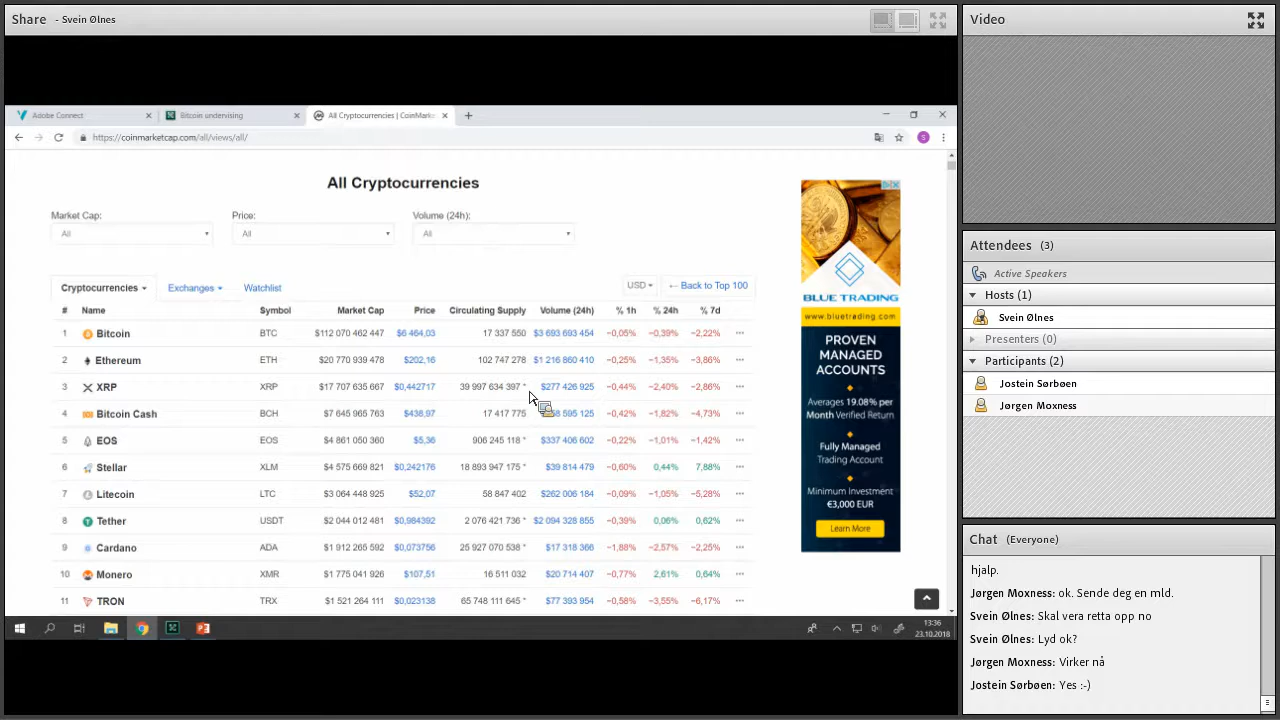 Share - Svein Ølnes
Adobe Connect
Bitcoin undervising
All Cryptocurrencies | CoinMark
https://coinmarketcap.com/all/views/all/
S
All Cryptocurrencies
Market Cap: Price: Volume (24h):
All All All
Cryptocurrencies Exchanges Watchlist USD ← Back to Top 100
# Name Symbol Market Cap Price Circulating Supply Volume (24h) % 1h % 24h % 7d
1 Bitcoin BTC $112 070 462 447 $6 464,03 17 337 550 $3 693 693 454 −0,05% −0,39% −2,22%
2 Ethereum ETH $20 770 939 478 $202,16 102 747 278 $1 216 860 410 −0,25% −1,35% −3,86%
3 XRP XRP $17 707 635 667 $0,442717 39 997 634 397 * $277 426 925 −0,44% −2,40% −2,86%
4 Bitcoin Cash BCH $7 645 965 763 $438,97 17 417 775 8 595 125 −0,42% −1,82% −4,73%
5 EOS EOS $4 861 050 360 $5,36 906 245 118 * $337 406 602 −0,22% −1,01% −1,42%
6 Stellar XLM $4 575 669 821 $0,242176 18 893 947 175 * $39 814 479 −0,60% 0,44% 7,88%
7 Litecoin LTC $3 064 448 925 $52,07 58 847 402 $262 006 184 −0,09% −1,05% −5,28%
8 Tether USDT $2 044 012 481 $0,984392 2 076 421 736 * $2 094 328 855 −0,39% 0,06% 0,62%
9 Cardano ADA $1 912 265 592 $0,073756 25 927 070 538 * $17 318 366 −1,88% −2,57% −2,25%
10 Monero XMR $1 775 041 926 $107,51 16 511 032 $20 714 407 −0,77% 2,61% 0,64%
11 TRON TRX $1 521 264 111 $0,023138 65 748 111 645 * $77 393 954 −0,58% −3,55% −6,17%
BLUE TRADING
www.bluetrading.com
PROVEN
MANAGED
ACCOUNTS
Averages 19.08% per
Month Verified Return
Fully Managed
Trading Account
Minimum Investment
€3,000 EUR
Learn More
13:36
23.10.2018
Video
Attendees (3)
Active Speakers
Hosts (1)
Svein Ølnes
Presenters (0)
Participants (2)
Jostein Sørbøen
Jørgen Moxness
Chat (Everyone)
hjalp.
Jørgen Moxness: ok. Sende deg en mld.
Svein Ølnes: Skal vera retta opp no
Svein Ølnes: Lyd ok?
Jørgen Moxness: Virker nå
Jostein Sørbøen: Yes :-)